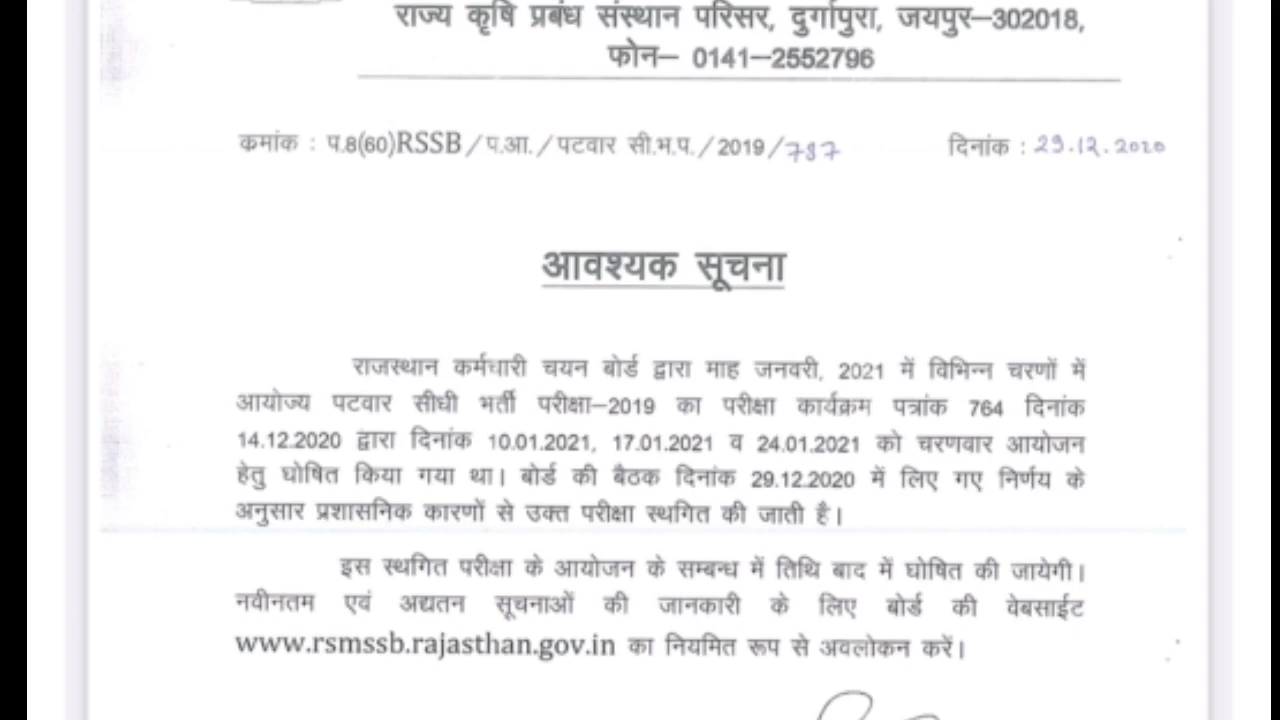 राज्य कृषि प्रबंध संस्थान परिसर, दुर्गापुरा, जयपुर–302018,
फोन– 0141–2552796
कमांक : प.8(60)RSSB/प.आ./पटवार सी.भ.प./2019/787 दिनांक : 29.12.2020
आवश्यक सूचना
राजस्थान कर्मचारी चयन बोर्ड द्वारा माह जनवरी, 2021 में विभिन्न चरणों में
आयोज्य पटवार सीधी भर्ती परीक्षा–2019 का परीक्षा कार्यक्रम पत्रांक 764 दिनांक
14.12.2020 द्वारा दिनांक 10.01.2021, 17.01.2021 व 24.01.2021 को चरणवार आयोजन
हेतु घोषित किया गया था। बोर्ड की बैठक दिनांक 29.12.2020 में लिए गए निर्णय के
अनुसार प्रशासनिक कारणों से उक्त परीक्षा स्थगित की जाती है।
इस स्थगित परीक्षा के आयोजन के सम्बन्ध में तिथि बाद में घोषित की जायेगी।
नवीनतम एवं अद्यतन सूचनाओं की जानकारी के लिए बोर्ड की वेबसाईट
www.rsmssb.rajasthan.gov.in का नियमित रूप से अवलोकन करें।